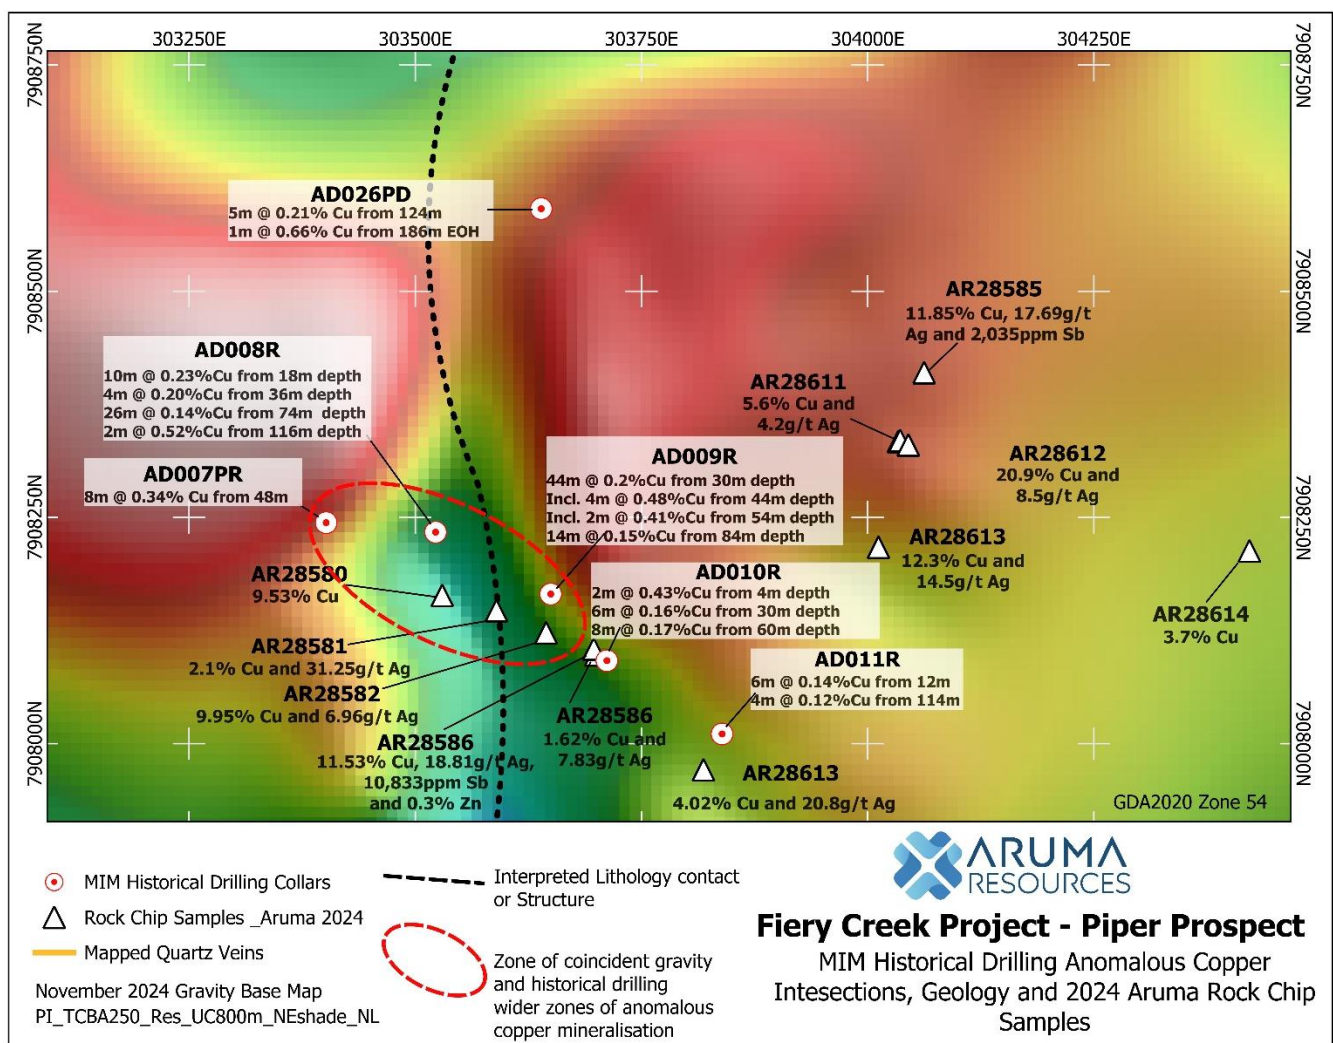 303250E 303500E 303750E 304000E 304250E
7908750N
7908750N
AD026PD
5m @ 0.21% Cu from 124m
1m @ 0.66% Cu from 186m EOH
7908500N
7908500N
AR28585
11.85% Cu, 17.69g/t
Ag and 2,035ppm Sb
AD008R
10m @ 0.23%Cu from 18m depth
4m @ 0.20%Cu from 36m depth
26m @ 0.14%Cu from 74m depth
2m @ 0.52%Cu from 116m depth
AR28611
5.6% Cu and
4.2g/t Ag
AD007PR
8m @ 0.34% Cu from 48m
AD009R
44m @ 0.2%Cu from 30m depth
Incl. 4m @ 0.48%Cu from 44m depth
Incl. 2m @ 0.41%Cu from 54m depth
14m @ 0.15%Cu from 84m depth
AR28612
20.9% Cu and
8.5g/t Ag
7908250N
7908250N
AR28613
12.3% Cu and
14.5g/t Ag
AR28580
9.53% Cu
AD010R
2m @ 0.43%Cu from 4m depth
6m @ 0.16%Cu from 30m depth
8m @ 0.17%Cu from 60m depth
AR28614
3.7% Cu
AR28581
2.1% Cu and 31.25g/t Ag
AD011R
6m @ 0.14%Cu from 12m
4m @ 0.12%Cu from 114m
AR28582
9.95% Cu and 6.96g/t Ag
AR28586
1.62% Cu and
7.83g/t Ag
AR28586
11.53% Cu, 18.81g/t Ag,
10,833ppm Sb
and 0.3% Zn
7908000N
7908000N
AR28613
4.02% Cu and 20.8g/t Ag
GDA2020 Zone 54
MIM Historical Drilling Collars
Rock Chip Samples _Aruma 2024
Mapped Quartz Veins
November 2024 Gravity Base Map
PI_TCBA250_Res_UC800m_NEshade_NL
Interpreted Lithology contact
or Structure
Zone of coincident gravity
and historical drilling
wider zones of anomalous
copper mineralisation
ARUMA
RESOURCES
Fiery Creek Project - Piper Prospect
MIM Historical Drilling Anomalous Copper
Intesections, Geology and 2024 Aruma Rock Chip
Samples